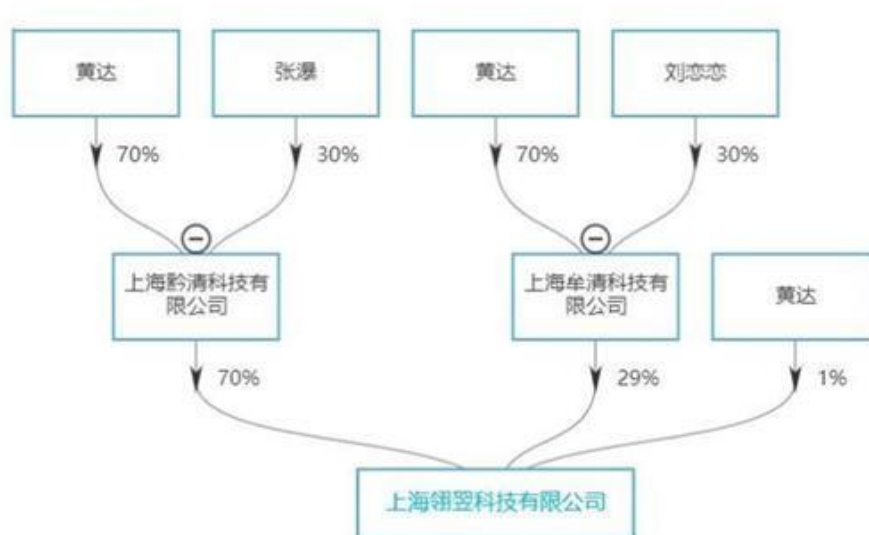 黄达
张瀑
黄达
刘恋恋
70%
30%
70%
30%
上海黔清科技有
限公司
上海牟清科技有
限公司
黄达
70%
29%
1%
上海翎翌科技有限公司